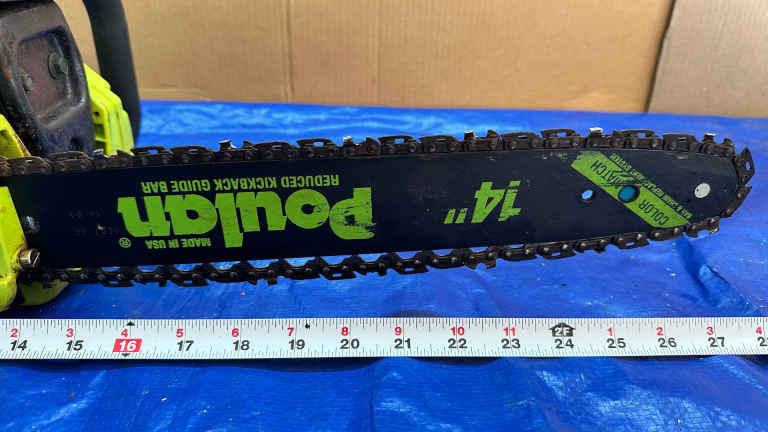 MADE IN USA
Poulan®
REDUCED KICKBACK GUIDE BAR
14"
COLOR MATCH
2 3 4 5 6 7 8 9 10 11 2F 1 2 3 4
14 15 16 17 18 19 20 21 22 23 24 25 26 27